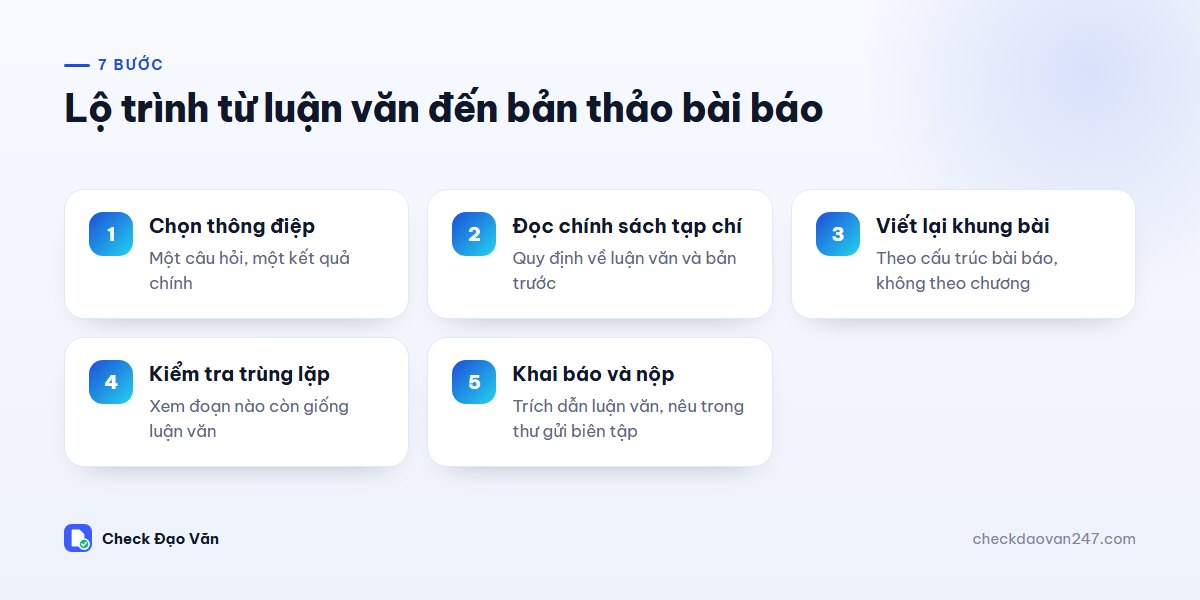 7 BƯỚC
Lộ trình từ luận văn đến bản thảo bài báo
1
Chọn thông điệp
Một câu hỏi, một kết quả
chính
2
Đọc chính sách tạp chí
Quy định về luận văn và bản
trước
3
Viết lại khung bài
Theo cấu trúc bài báo,
không theo chương
4
Kiểm tra trùng lặp
Xem đoạn nào còn giống
luận văn
5
Khai báo và nộp
Trích dẫn luận văn, nêu trong
thư gửi biên tập
Check Đạo Văn
checkdaovan247.com